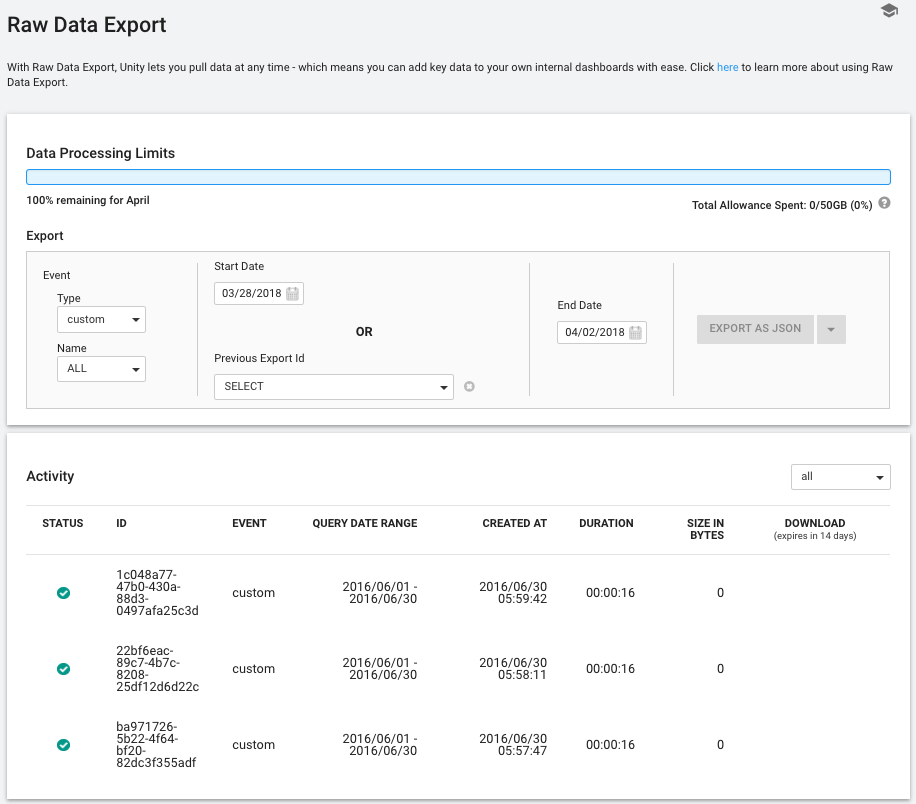 Raw Data Export
With Raw Data Export, Unity lets you pull data at any time - which means you can add key data to your own internal dashboards with ease. Click here to learn more about using Raw
Data Export.
Data Processing Limits
100% remaining for April
Total Allowance Spent: 0/50GB (0%) ?
Export
Event
Type
custom
Name
ALL
Start Date
03/28/2018
OR
Previous Export Id
SELECT
End Date
04/02/2018
EXPORT AS JSON
Activity
all
STATUS ID EVENT QUERY DATE RANGE CREATED AT DURATION SIZE IN BYTES DOWNLOAD
(expires in 14 days)
1c048a77-
47b0-430a-
88d3-
0497afa25c3d
custom
2016/06/01 -
2016/06/30
2016/06/30
05:59:42
00:00:16
0
22bf6eac-
89c7-4b7c-
8208-
25df12d6d22c
custom
2016/06/01 -
2016/06/30
2016/06/30
05:58:11
00:00:16
0
ba971726-
5b22-4f64-
bf20-
82dc3f355adf
custom
2016/06/01 -
2016/06/30
2016/06/30
05:57:47
00:00:16
0